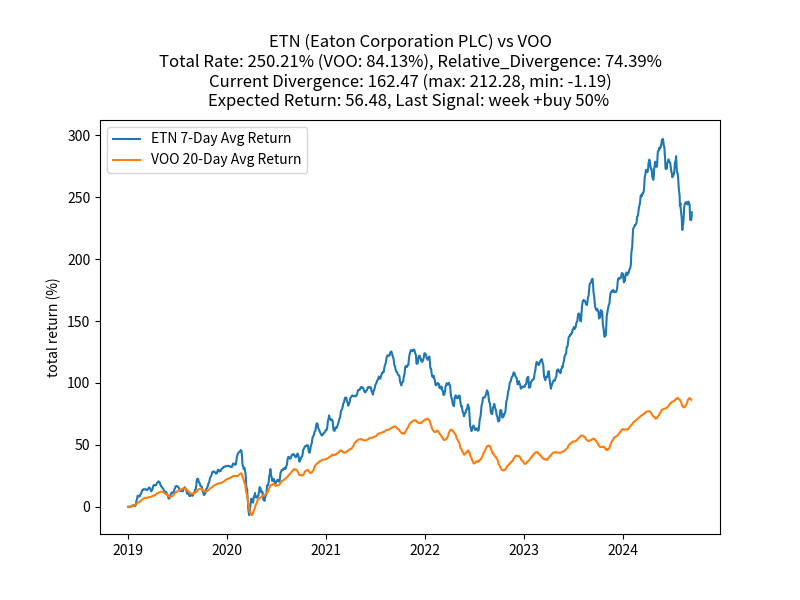 ETN (Eaton Corporation PLC) vs VOO
Total Rate: 250.21% (VOO: 84.13%), Relative_Divergence: 74.39%
Current Divergence: 162.47 (max: 212.28, min: -1.19)
Expected Return: 56.48, Last Signal: week +buy 50%
ETN 7-Day Avg Return
VOO 20-Day Avg Return
total return (%)
300
250
200
150
100
50
0
2019 2020 2021 2022 2023 2024